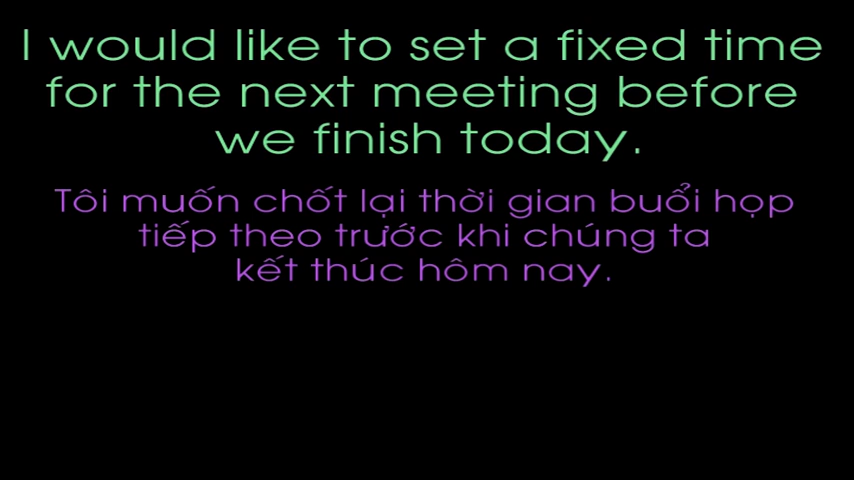 I would like to set a fixed time
for the next meeting before
we finish today.
Tôi muốn chốt lại thời gian buổi họp
tiếp theo trước khi chúng ta
kết thúc hôm nay.